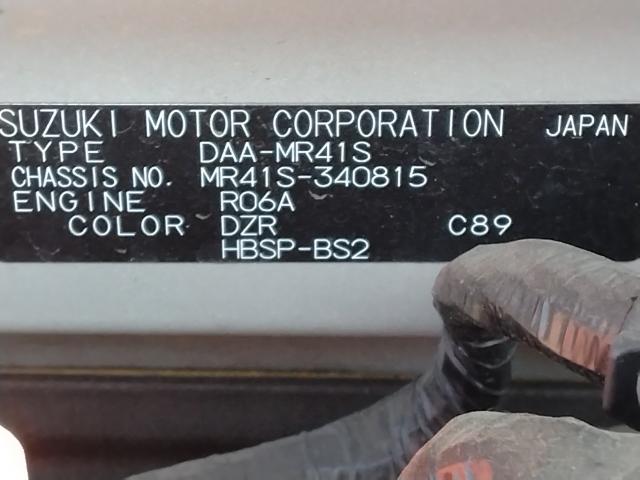 SUZUKI MOTOR CORPORATION JAPAN
TYPE DAA-MR41S
CHASSIS NO. MR41S-340815
ENGINE R06A
COLOR DZR C89
HBSP-BS2